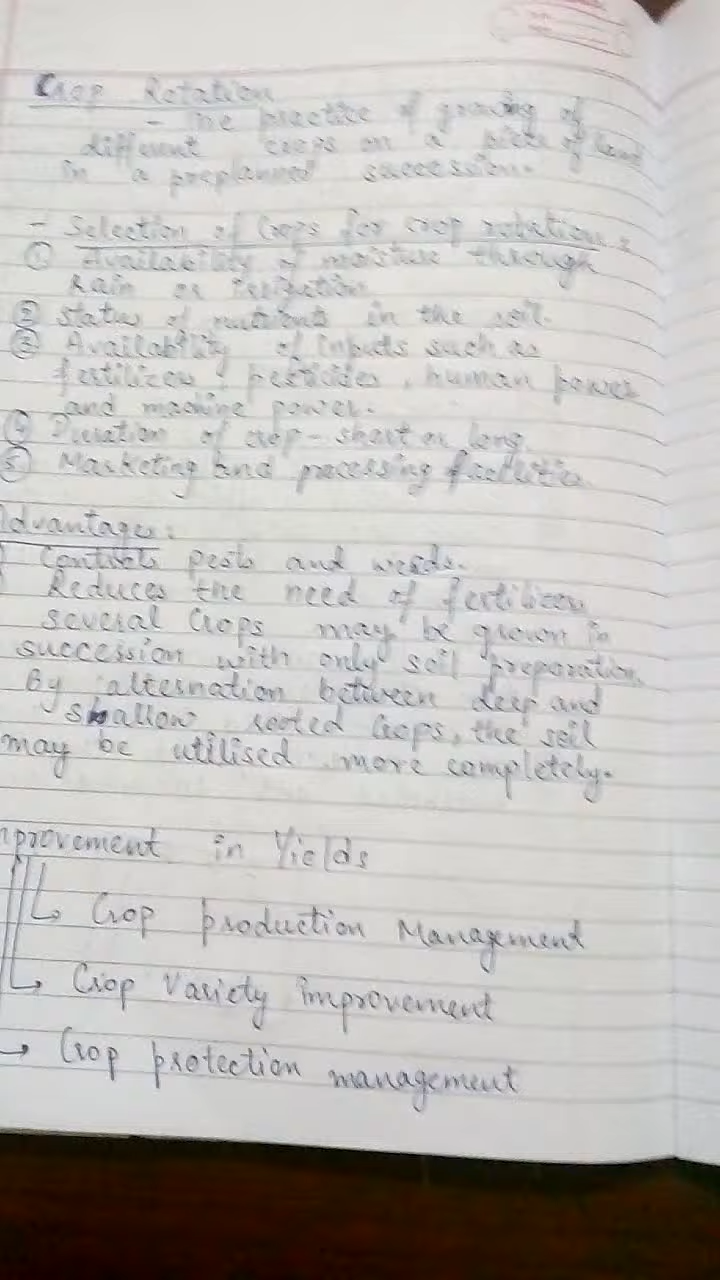 Crop Rotation
- The practice of growing of
different crops on a piece of land
in a preplanned succession.
- Selection of Crops for crop rotation:
① Availability of moisture through
Rain or irrigation
② Status of nutrients in the soil.
③ Availability of inputs such as
fertilizers, pesticides, human power
and machine power.
④ Duration of crop - short or long.
⑤ Marketing and processing facilities.
dvantages:
Controls pests and weeds.
Reduces the need of fertilizers
several Crops may be grown in
succession with only soil preparation.
By alternation between deep and
shallow rooted Crops, the soil
may be utilised more completely.
mprovement in Yields
↳ Crop production Management
↳ Crop Variety improvement
→ Crop protection management